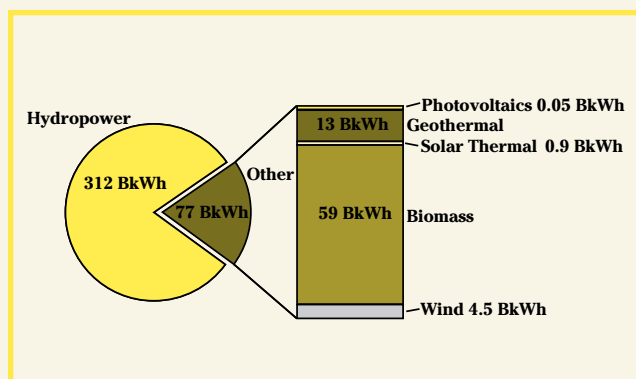 Hydropower
312 BkWh
Other
77 BkWh
Photovoltaics 0.05 BkWh
13 BkWh
Geothermal
Solar Thermal 0.9 BkWh
59 BkWh
Biomass
Wind 4.5 BkWh